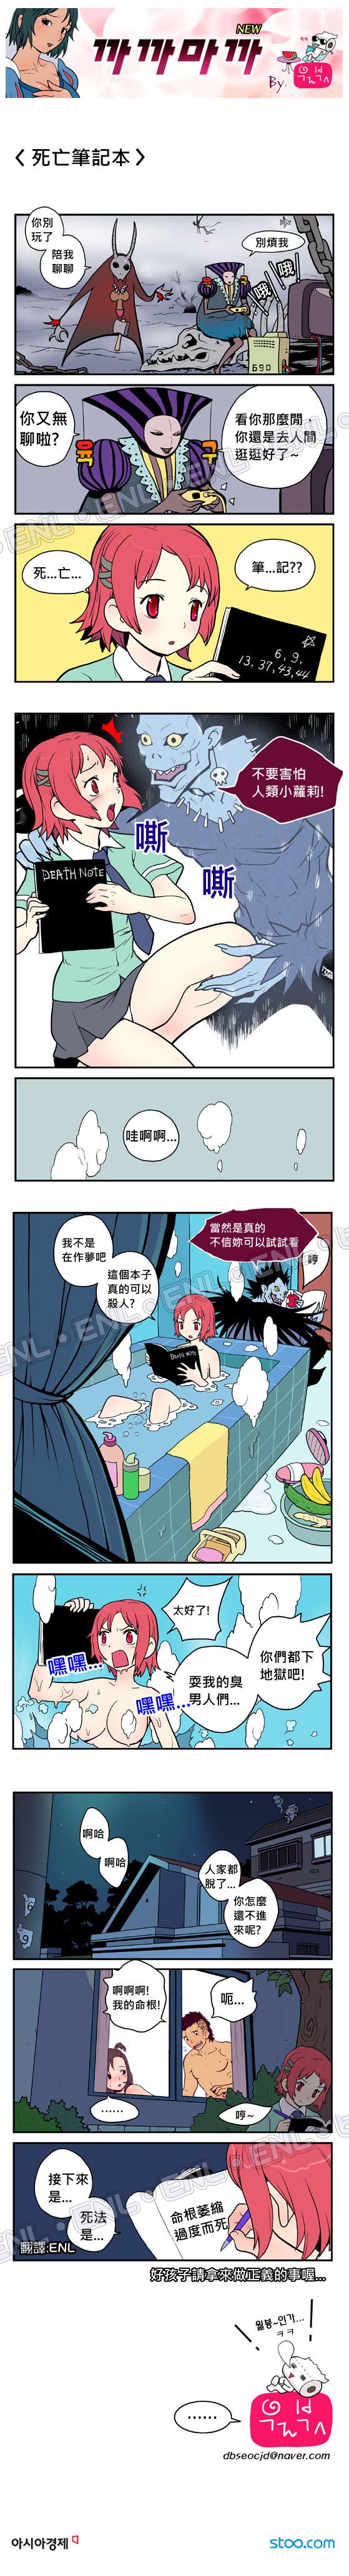 NEW
까까마까
By.
〈 死亡筆記本 〉
你別
玩了
陪我
聊聊
別煩我
哦!
哦!
690
你又無
聊啦?
看你那麼閒，
你還是去人間
逛逛好了~
육
구
死...亡...
筆...記??
6, 9,
13, 37, 43, 44
不要害怕
人類小蘿莉!
嘶
嘶
DEATH NOTE
哇啊啊...
我不是
在作夢吧
這個本子
真的可以
殺人?
當然是真的
不信妳可以試試看
哼
DEATH NOTE
太好了!
嘿嘿...
嘿嘿...
耍我的臭
男人們...
你們都下
地獄吧!
啊哈
啊哈
人家都
脫了...
你怎麼
還不進
來呢?
6
9
啊啊啊!
我的命根!
呃...
......
哼~
接下來
是...
死法
是...
命根萎縮
過度而死
翻譯:ENL
好孩子請拿來做正義的事喔...
ㅋㅋ
......
dbseocjd@naver.com
아시아경제
stoo.com
ENL